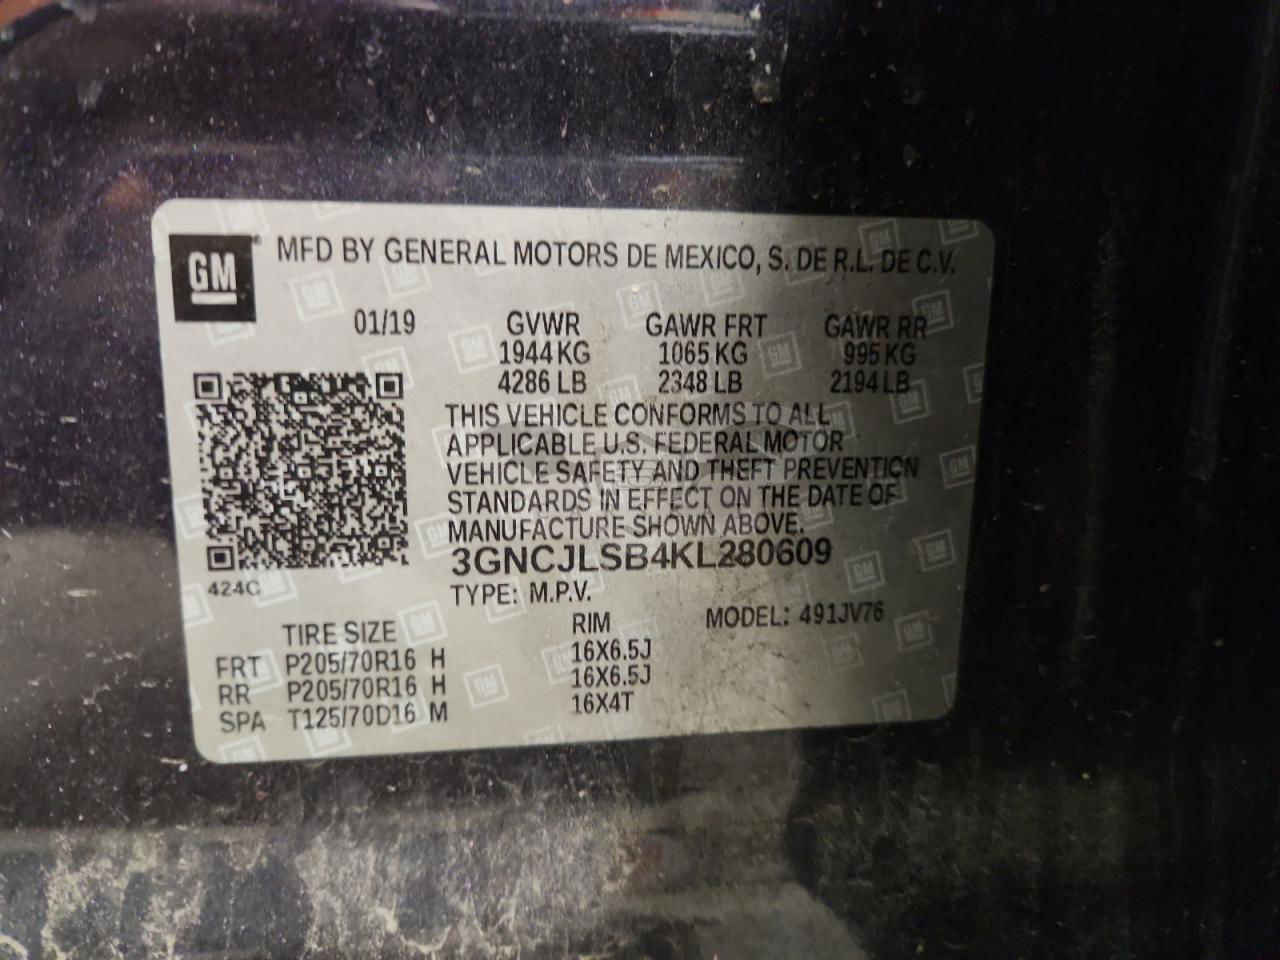 GM
MFD BY GENERAL MOTORS DE MEXICO, S. DE R.L. DE C.V.
01/19 GVWR GAWR FRT GAWR RR
1944 KG 1065 KG 995 KG
4286 LB 2348 LB 2194 LB
THIS VEHICLE CONFORMS TO ALL
APPLICABLE U.S. FEDERAL MOTOR
VEHICLE SAFETY AND THEFT PREVENTION
STANDARDS IN EFFECT ON THE DATE OF
MANUFACTURE SHOWN ABOVE.
3GNCJLSB4KL280609
424C
TYPE: M.P.V.
TIRE SIZE RIM MODEL: 491JV76
FRT P205/70R16 H 16X6.5J
RR P205/70R16 H 16X6.5J
SPA T125/70D16 M 16X4T